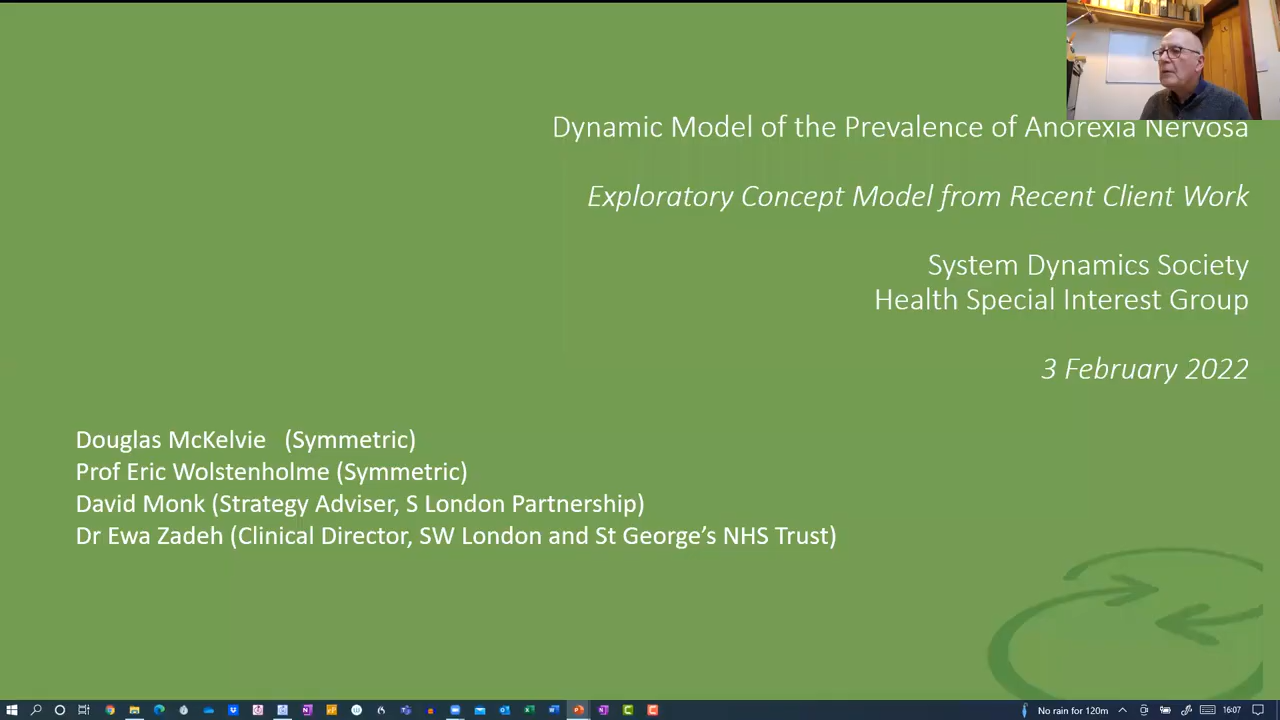 Dynamic Model of the Prevalence of Anorexia Nervosa
Exploratory Concept Model from Recent Client Work
System Dynamics Society
Health Special Interest Group
3 February 2022
Douglas McKelvie (Symmetric)
Prof Eric Wolstenholme (Symmetric)
David Monk (Strategy Adviser, S London Partnership)
Dr Ewa Zadeh (Clinical Director, SW London and St George's NHS Trust)
No rain for 120m
16:07